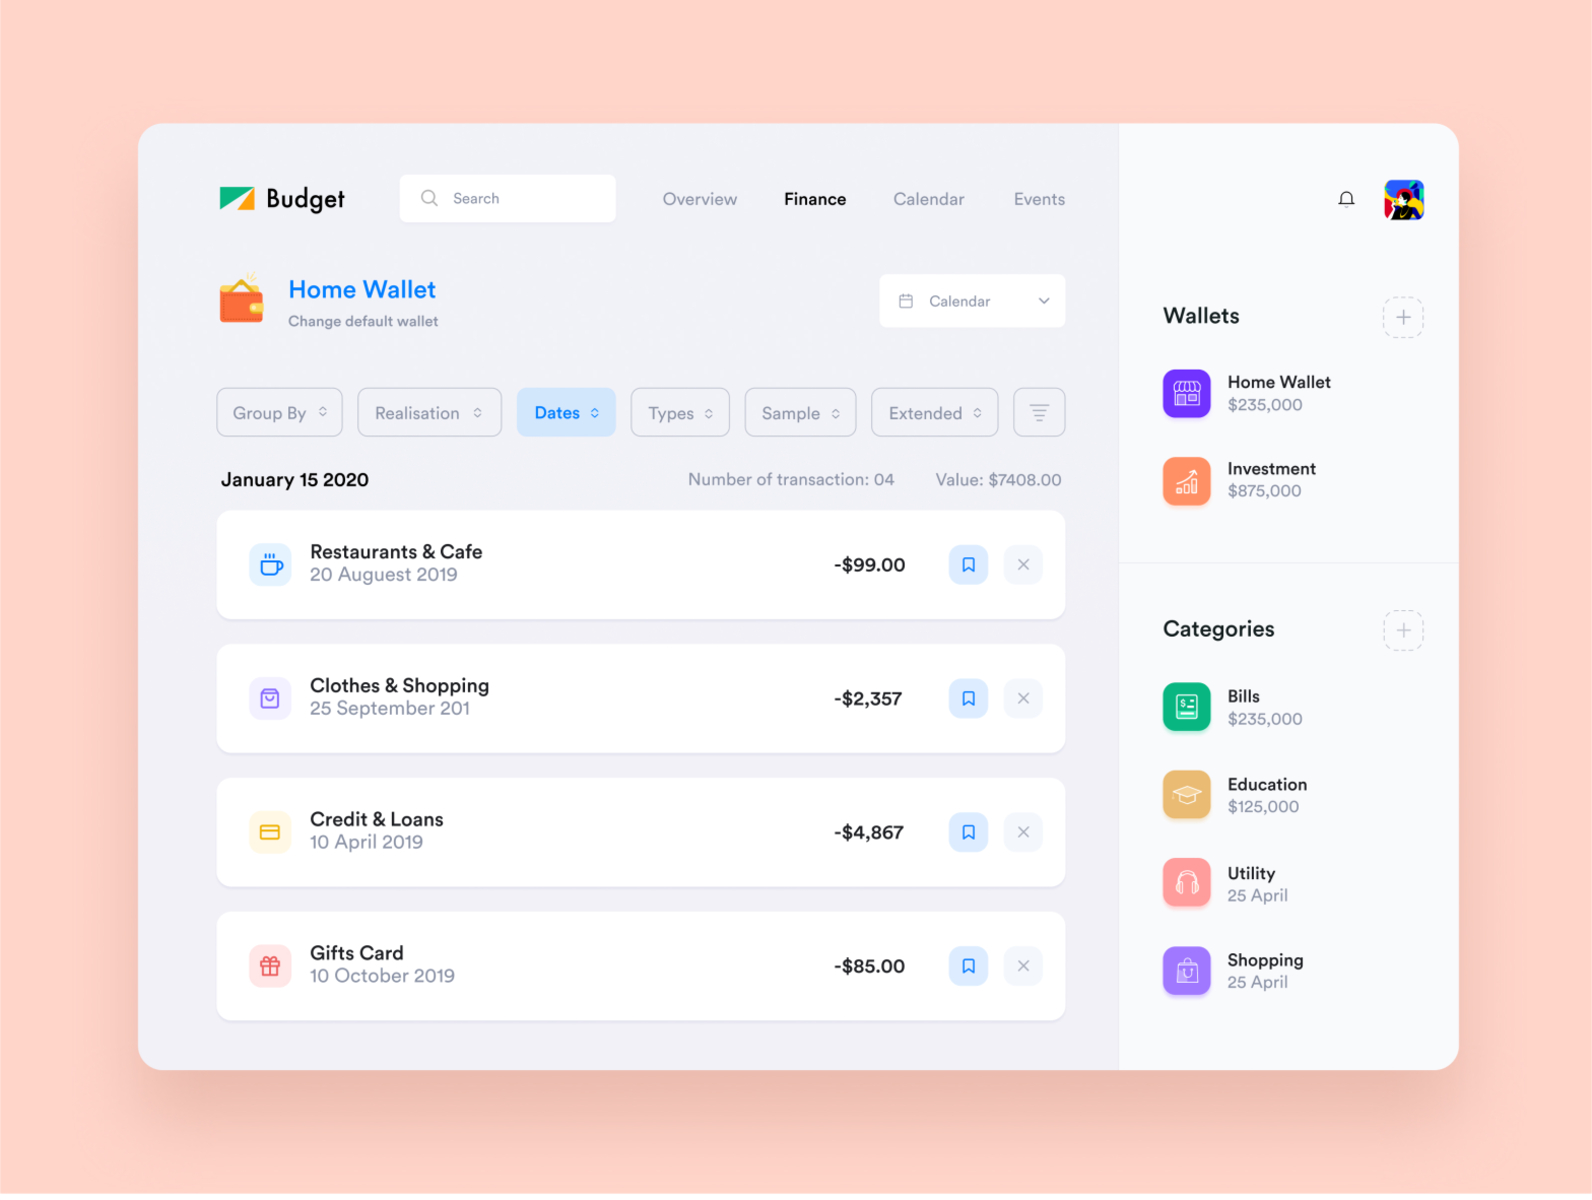 Budget
Search
Overview
Finance
Calendar
Events
Home Wallet
Change default wallet
Calendar
Group By
Realisation
Dates
Types
Sample
Extended
January 15 2020
Number of transaction: 04
Value: $7408.00
Restaurants & Cafe
20 Auguest 2019
-$99.00
Clothes & Shopping
25 September 201
-$2,357
Credit & Loans
10 April 2019
-$4,867
Gifts Card
10 October 2019
-$85.00
Wallets
Home Wallet
$235,000
Investment
$875,000
Categories
Bills
$235,000
Education
$125,000
Utility
25 April
Shopping
25 April